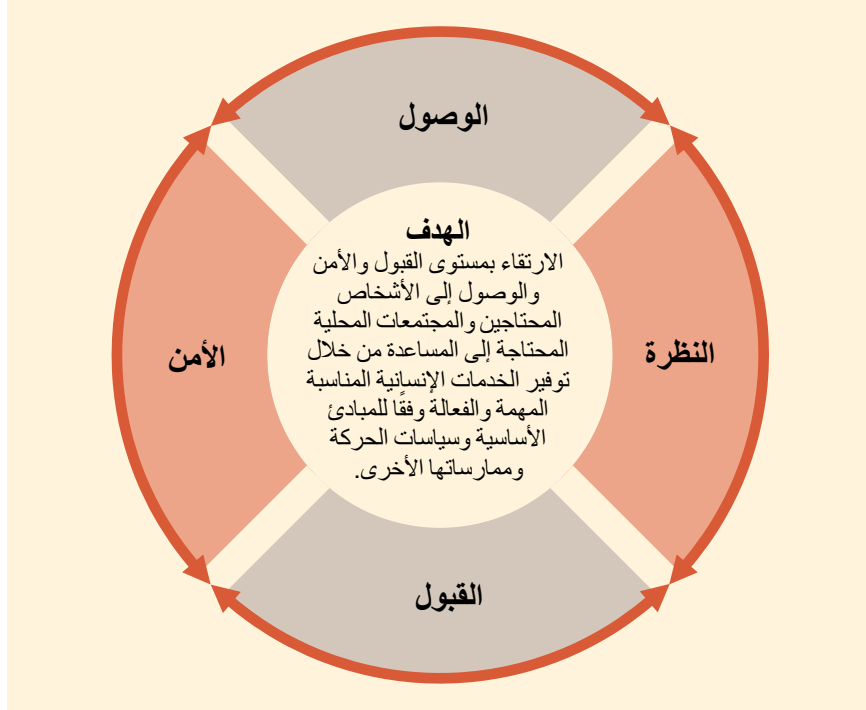 الوصول
الهدف
الارتقاء بمستوى القبول والأمن
والوصول إلى الأشخاص
المحتاجين والمجتمعات المحلية
المحتاجة إلى المساعدة من خلال
توفير الخدمات الإنسانية المناسبة
المهمة والفعالة وفقًا للمبادئ
الأساسية وسياسات الحركة
وممارساتها الأخرى.
النظرة
الأمن
القبول